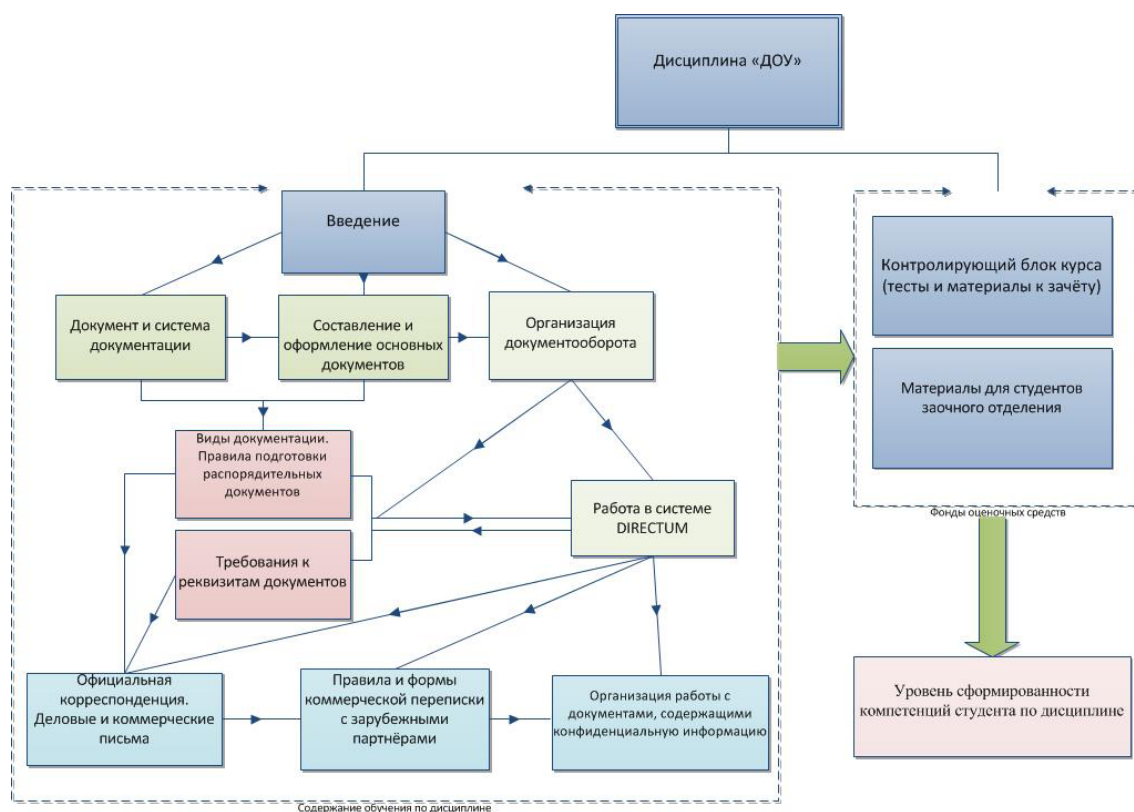 Дисциплина «ДОУ»
Введение
Документ и система
документации
Составление и
оформление основных
документов
Организация
документооборота
Виды документации.
Правила подготовки
распорядительных
документов
Требования к
реквизитам документов
Работа в системе
DIRECTUM
Официальная
корреспонденция.
Деловые и коммерческие
письма
Правила и формы
коммерческой переписки
с зарубежными
партнёрами
Организация работы с
документами, содержащими
конфиденциальную информацию
Содержание обучения по дисциплине
Контролирующий блок курса
(тесты и материалы к зачёту)
Материалы для студентов
заочного отделения
Фонды оценочных средств
Уровень сформированности
компетенций студента по дисциплине